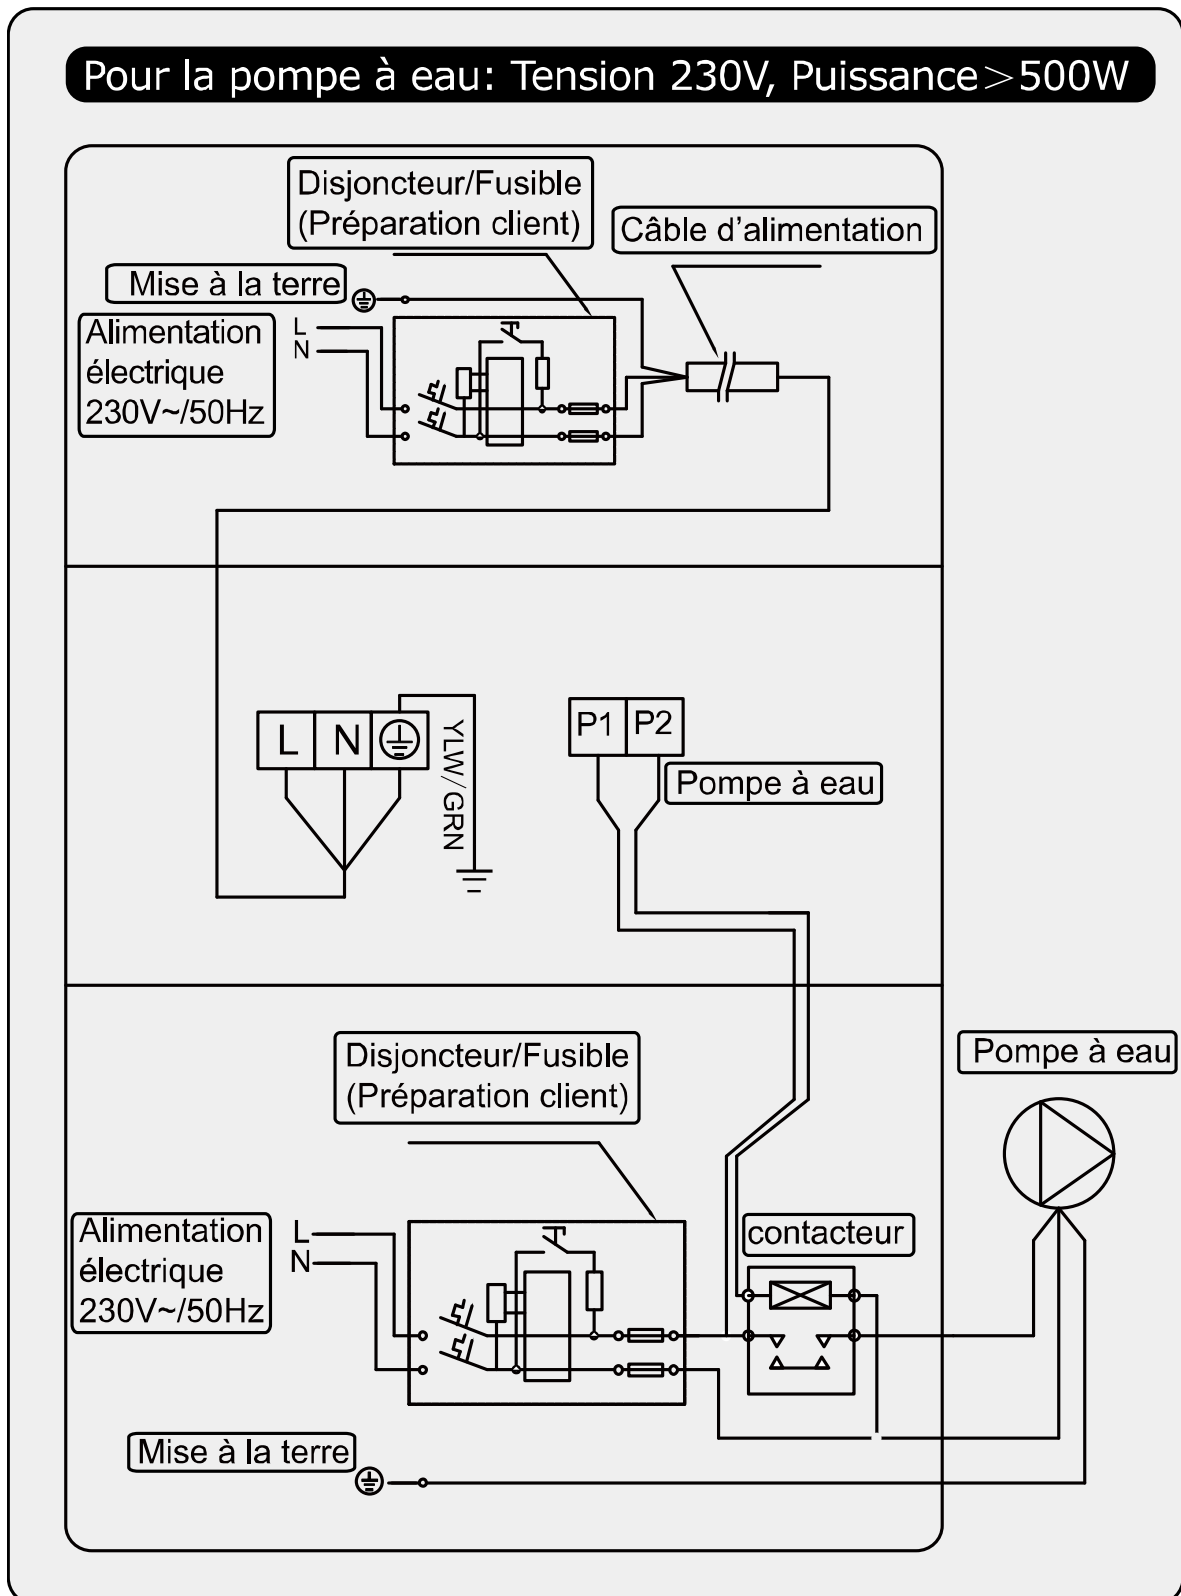 Pour la pompe à eau: Tension 230V, Puissance>500W
Disjoncteur/Fusible
(Préparation client)
Câble d'alimentation
Mise à la terre
Alimentation
électrique
230V~/50Hz
L
N
L N
YLW/GRN
P1 P2
Pompe à eau
Disjoncteur/Fusible
(Préparation client)
Pompe à eau
Alimentation
électrique
230V~/50Hz
L
N
contacteur
Mise à la terre